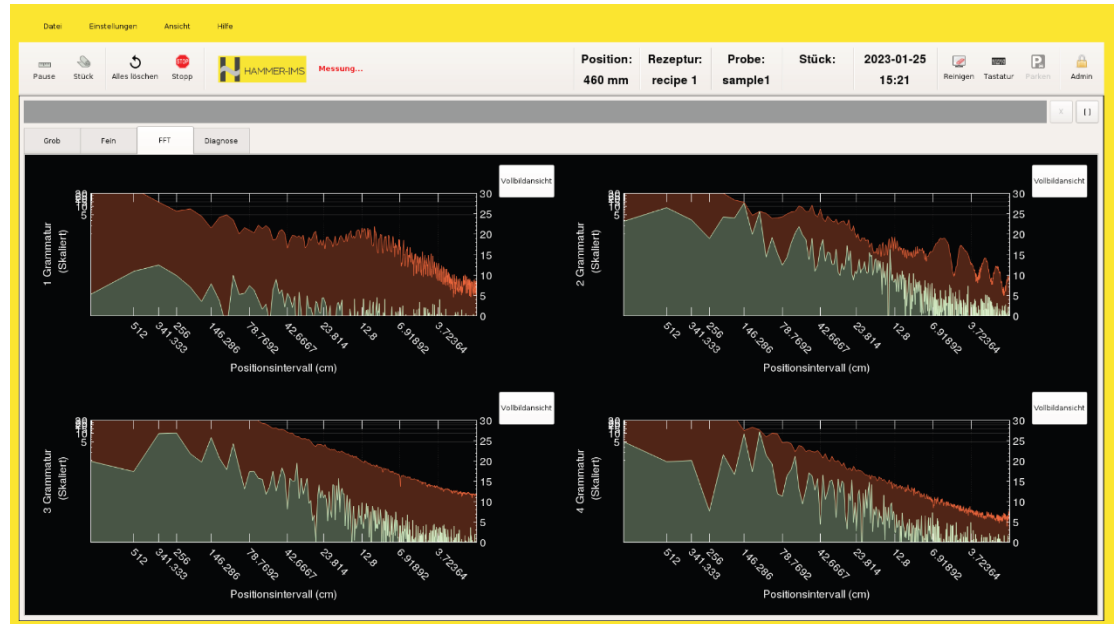 Datei Einstellungen Ansicht Hilfe
Pause Stück Alles löschen STOP Stopp HAMMER-IMS Messung... Position: Rezeptur: Probe: Stück: 2023-01-25 Reinigen Tastatur Parken Admin
460 mm recipe 1 sample1 15:21
Grob Fein FFT Diagnose
Vollbildansicht
1 Grammatur
(Skaliert)
10
5
30
25
20
15
10
5
0
512 341.333 256 146.286 78.7692 42.6667 23.814 12.8 6.91892 3.72364
Positionsintervall (cm)
Vollbildansicht
2 Grammatur
(Skaliert)
10
5
30
25
20
15
10
5
0
512 341.333 256 146.286 78.7692 42.6667 23.814 12.8 6.91892 3.72364
Positionsintervall (cm)
Vollbildansicht
3 Grammatur
(Skaliert)
10
5
30
25
20
15
10
5
0
512 341.333 256 146.286 78.7692 42.6667 23.814 12.8 6.91892 3.72364
Positionsintervall (cm)
Vollbildansicht
4 Grammatur
(Skaliert)
10
5
30
25
20
15
10
5
0
512 341.333 256 146.286 78.7692 42.6667 23.814 12.8 6.91892 3.72364
Positionsintervall (cm)